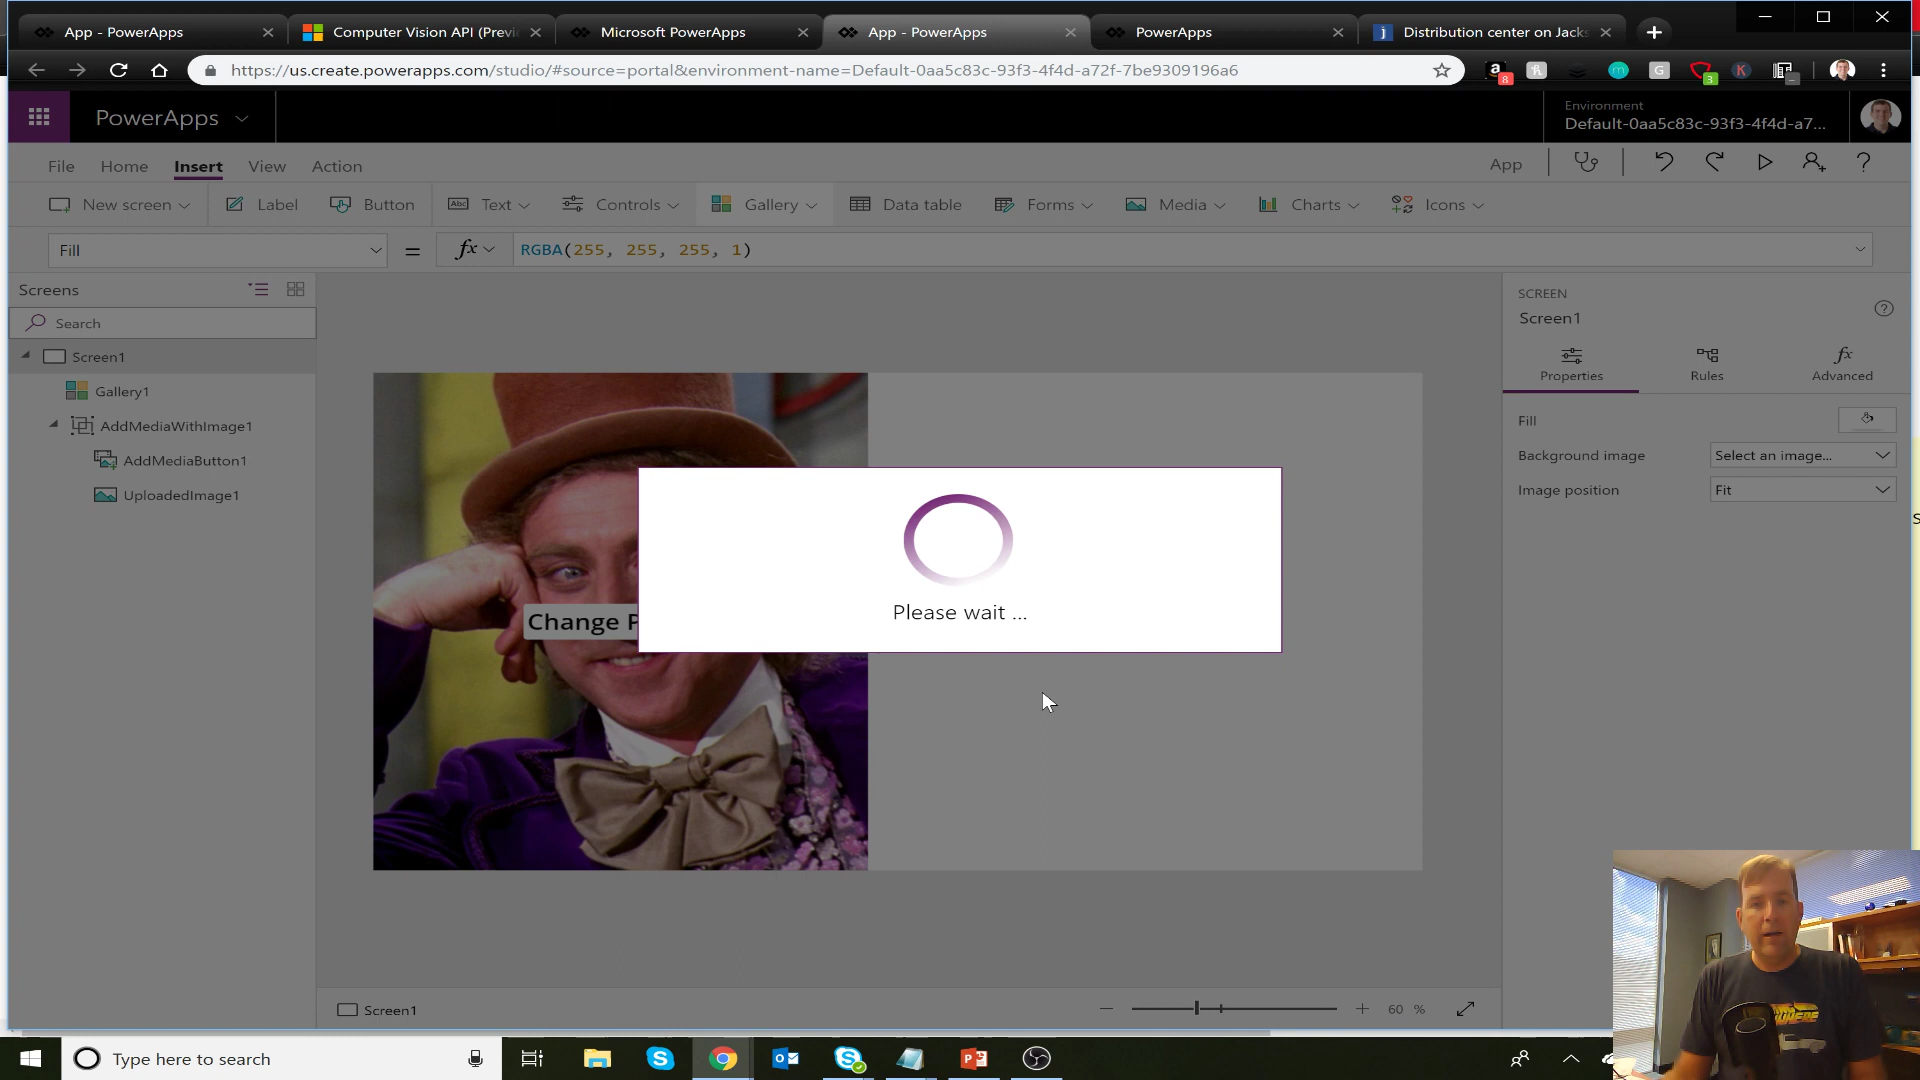 App - PowerApps
Computer Vision API (Previ
Microsoft PowerApps
App - PowerApps
PowerApps
Distribution center on Jacks
https://us.create.powerapps.com/studio/#source=portal&environment-name=Default-0aa5c83c-93f3-4f4d-a72f-7be9309196a6
8
3
PowerApps
Environment
Default-0aa5c83c-93f3-4f4d-a7...
File Home Insert View Action
App
New screen Label Button Text Controls Gallery Data table Forms Media Charts Icons
Fill = fx RGBA(255, 255, 255, 1)
Screens
Search
Screen1
Gallery1
AddMediaWithImage1
AddMediaButton1
UploadedImage1
Change P
Please wait ...
SCREEN
Screen1
Properties Rules Advanced
Fill
Background image Select an image...
Image position Fit
Screen1
60 %
Type here to search